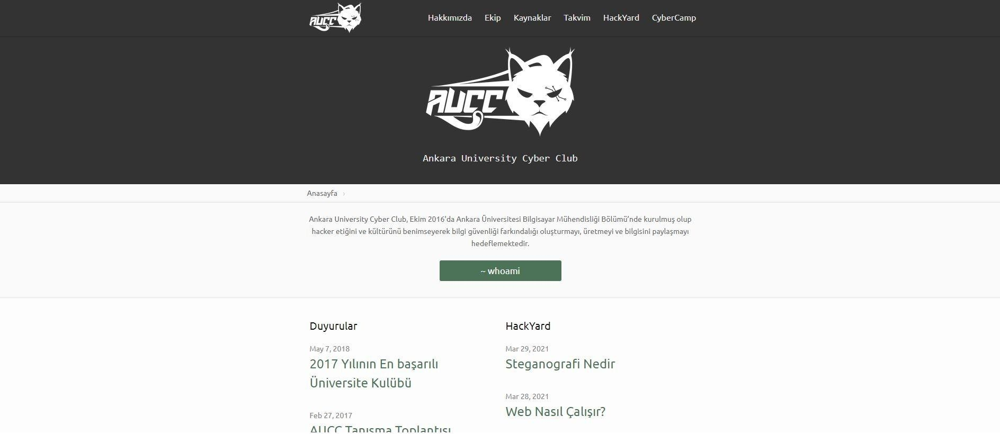 AUCC
Hakkımızda Ekip Kaynaklar Takvim HackYard CyberCamp
AUCC
Ankara University Cyber Club
Anasayfa ›
Ankara University Cyber Club, Ekim 2016'da Ankara Üniversitesi Bilgisayar Mühendisliği Bölümü’nde kurulmuş olup
hacker etiğini ve kültürünü benimseyerek bilgi güvenliği farkındalığı oluşturmayı, üretmeyi ve bilgisini paylaşmayı
hedeflemektedir.
~ whoami
Duyurular
May 7, 2018
2017 Yılının En başarılı
Üniversite Kulübü
Feb 27, 2017
AUCC Tanışma Toplantısı
HackYard
Mar 29, 2021
Steganografi Nedir
Mar 28, 2021
Web Nasıl Çalışır?